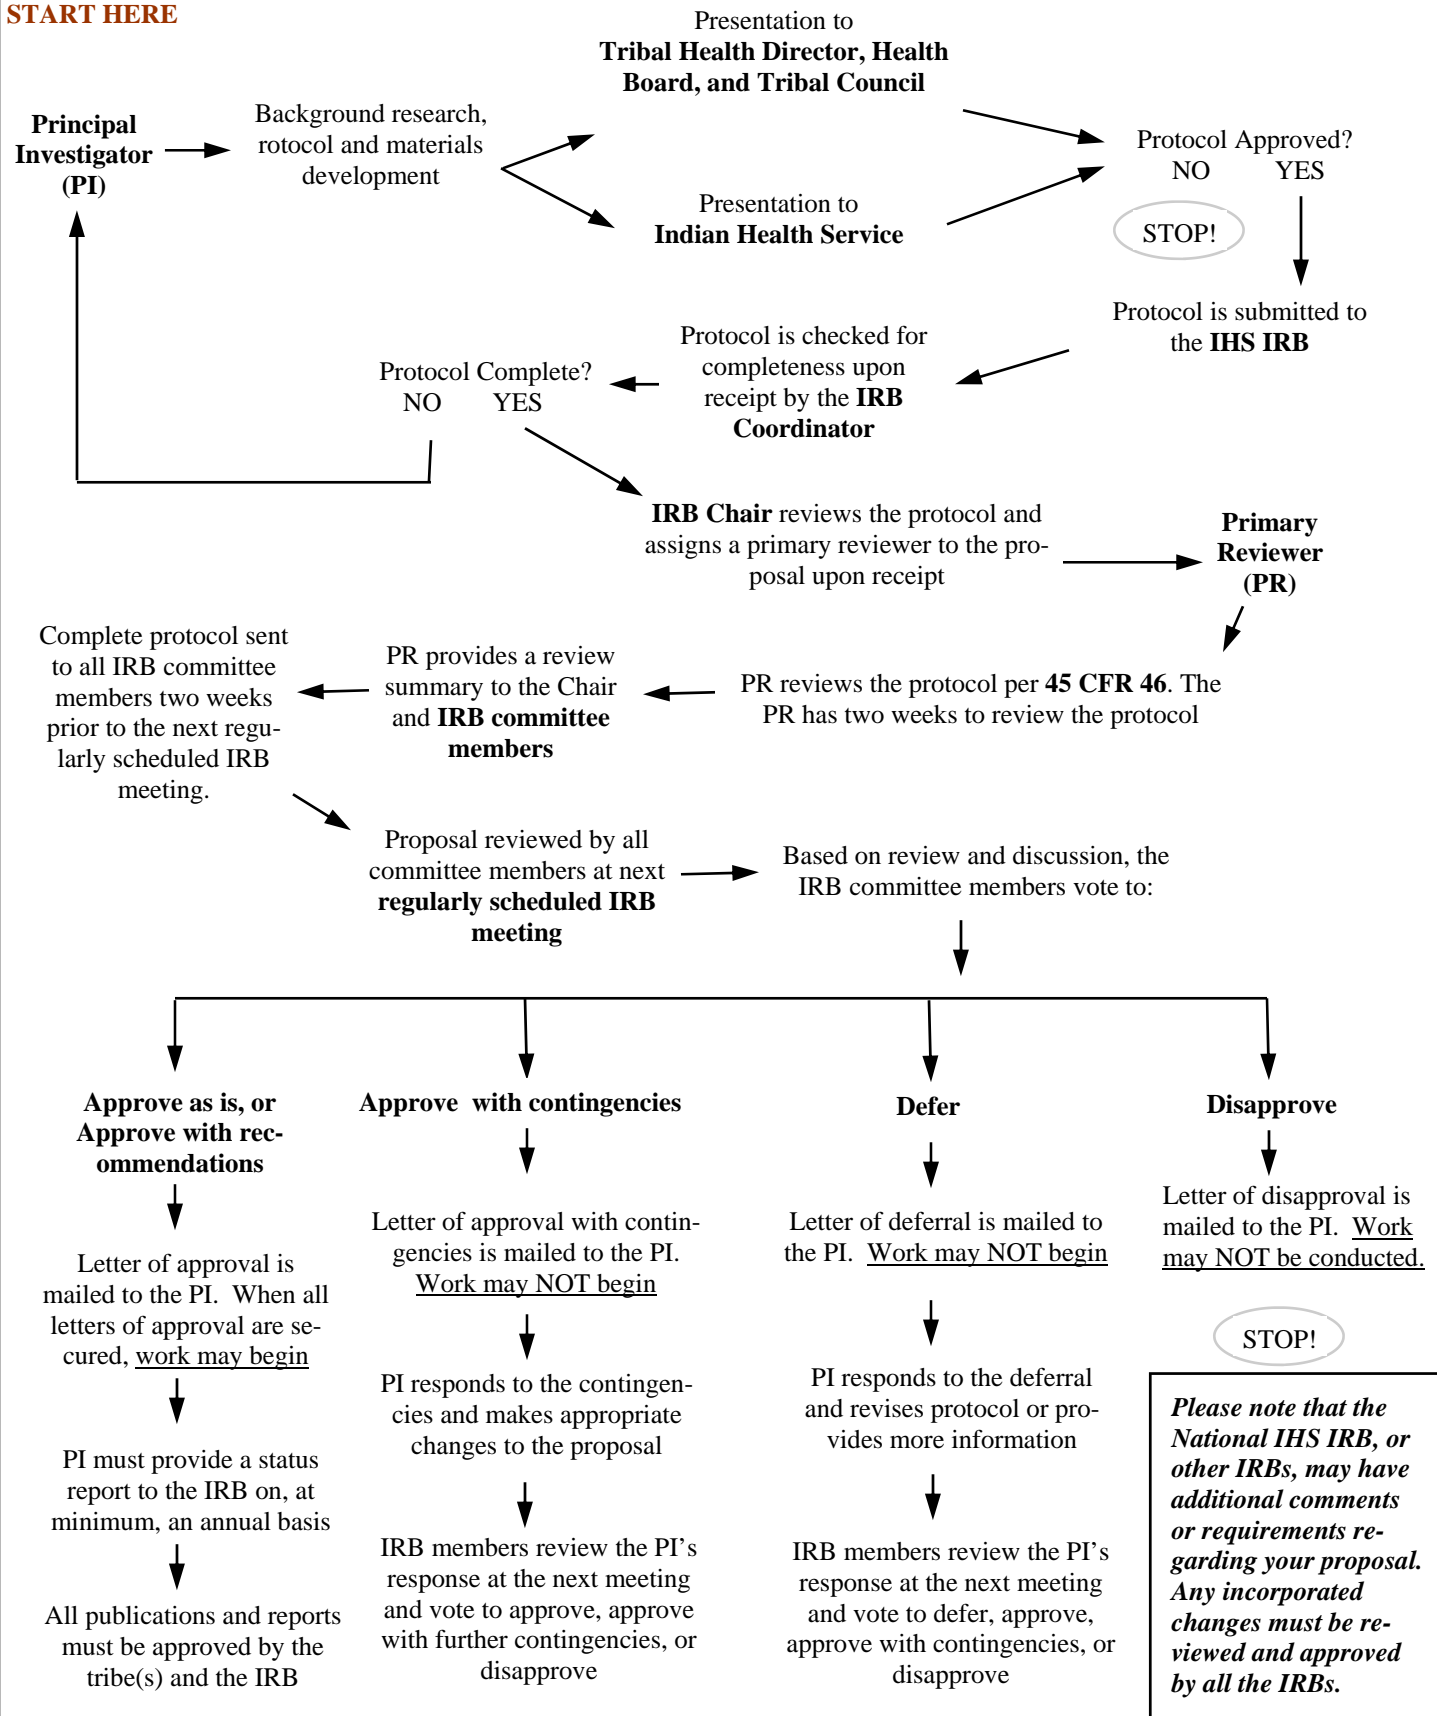 START HERE
Presentation to
Tribal Health Director, Health
Board, and Tribal Council
Principal
Investigator
(PI)
Background research,
rotocol and materials
development
Presentation to
Indian Health Service
Protocol Approved?
NO YES
STOP!
Protocol is submitted to
the IHS IRB
Protocol is checked for
completeness upon
receipt by the IRB
Coordinator
Protocol Complete?
NO YES
IRB Chair reviews the protocol and
assigns a primary reviewer to the pro-
posal upon receipt
Primary
Reviewer
(PR)
PR reviews the protocol per 45 CFR 46. The
PR has two weeks to review the protocol
PR provides a review
summary to the Chair
and IRB committee
members
Complete protocol sent
to all IRB committee
members two weeks
prior to the next regu-
larly scheduled IRB
meeting.
Proposal reviewed by all
committee members at next
regularly scheduled IRB
meeting
Based on review and discussion, the
IRB committee members vote to:
Approve as is, or
Approve with rec-
ommendations
Letter of approval is
mailed to the PI. When all
letters of approval are se-
cured, work may begin
PI must provide a status
report to the IRB on, at
minimum, an annual basis
All publications and reports
must be approved by the
tribe(s) and the IRB
Approve with contingencies
Letter of approval with contin-
gencies is mailed to the PI.
Work may NOT begin
PI responds to the contingen-
cies and makes appropriate
changes to the proposal
IRB members review the PI's
response at the next meeting
and vote to approve, approve
with further contingencies, or
disapprove
Defer
Letter of deferral is mailed to
the PI. Work may NOT begin
PI responds to the deferral
and revises protocol or pro-
vides more information
IRB members review the PI's
response at the next meeting
and vote to defer, approve,
approve with contingencies, or
disapprove
Disapprove
Letter of disapproval is
mailed to the PI. Work
may NOT be conducted.
STOP!
Please note that the
National IHS IRB, or
other IRBs, may have
additional comments
or requirements re-
garding your proposal.
Any incorporated
changes must be re-
viewed and approved
by all the IRBs.